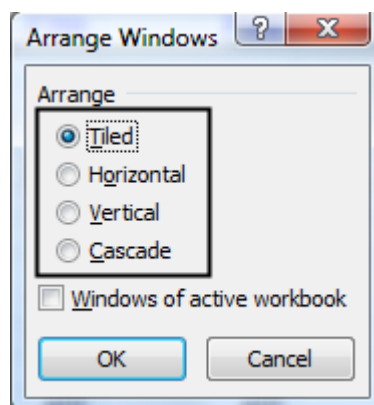 Arrange Windows ? X
Arrange
Tiled
Horizontal
Vertical
Cascade
Windows of active workbook
OK Cancel